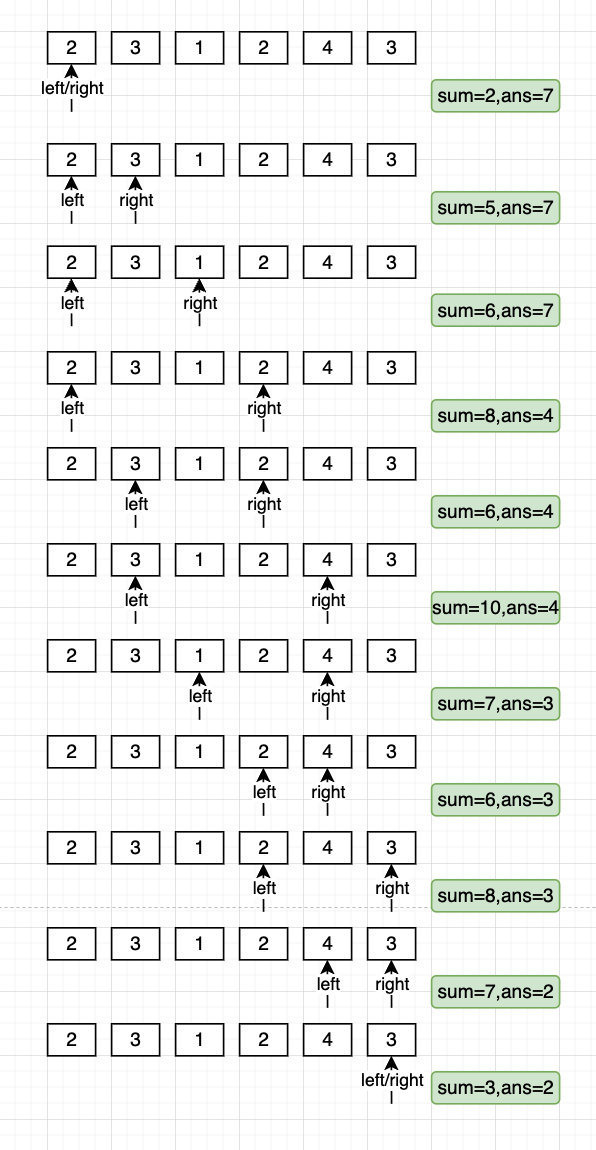 2 3 1 2 4 3
left/right
sum=2,ans=7
2 3 1 2 4 3
left right
sum=5,ans=7
2 3 1 2 4 3
left right
sum=6,ans=7
2 3 1 2 4 3
left right
sum=8,ans=4
2 3 1 2 4 3
left right
sum=6,ans=4
2 3 1 2 4 3
left right
sum=10,ans=4
2 3 1 2 4 3
left right
sum=7,ans=3
2 3 1 2 4 3
left right
sum=6,ans=3
2 3 1 2 4 3
left right
sum=8,ans=3
2 3 1 2 4 3
left right
sum=7,ans=2
2 3 1 2 4 3
left/right
sum=3,ans=2